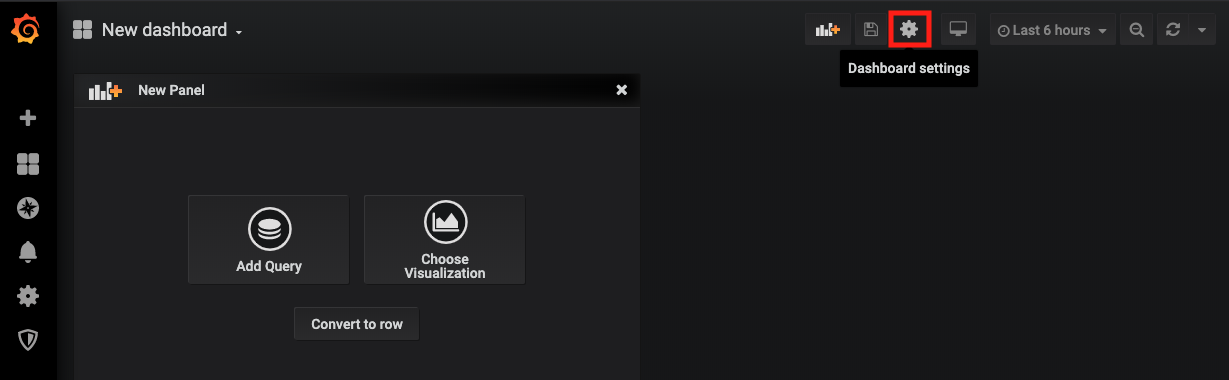 New dashboard
Last 6 hours
Dashboard settings
New Panel
Add Query
Choose
Visualization
Convert to row